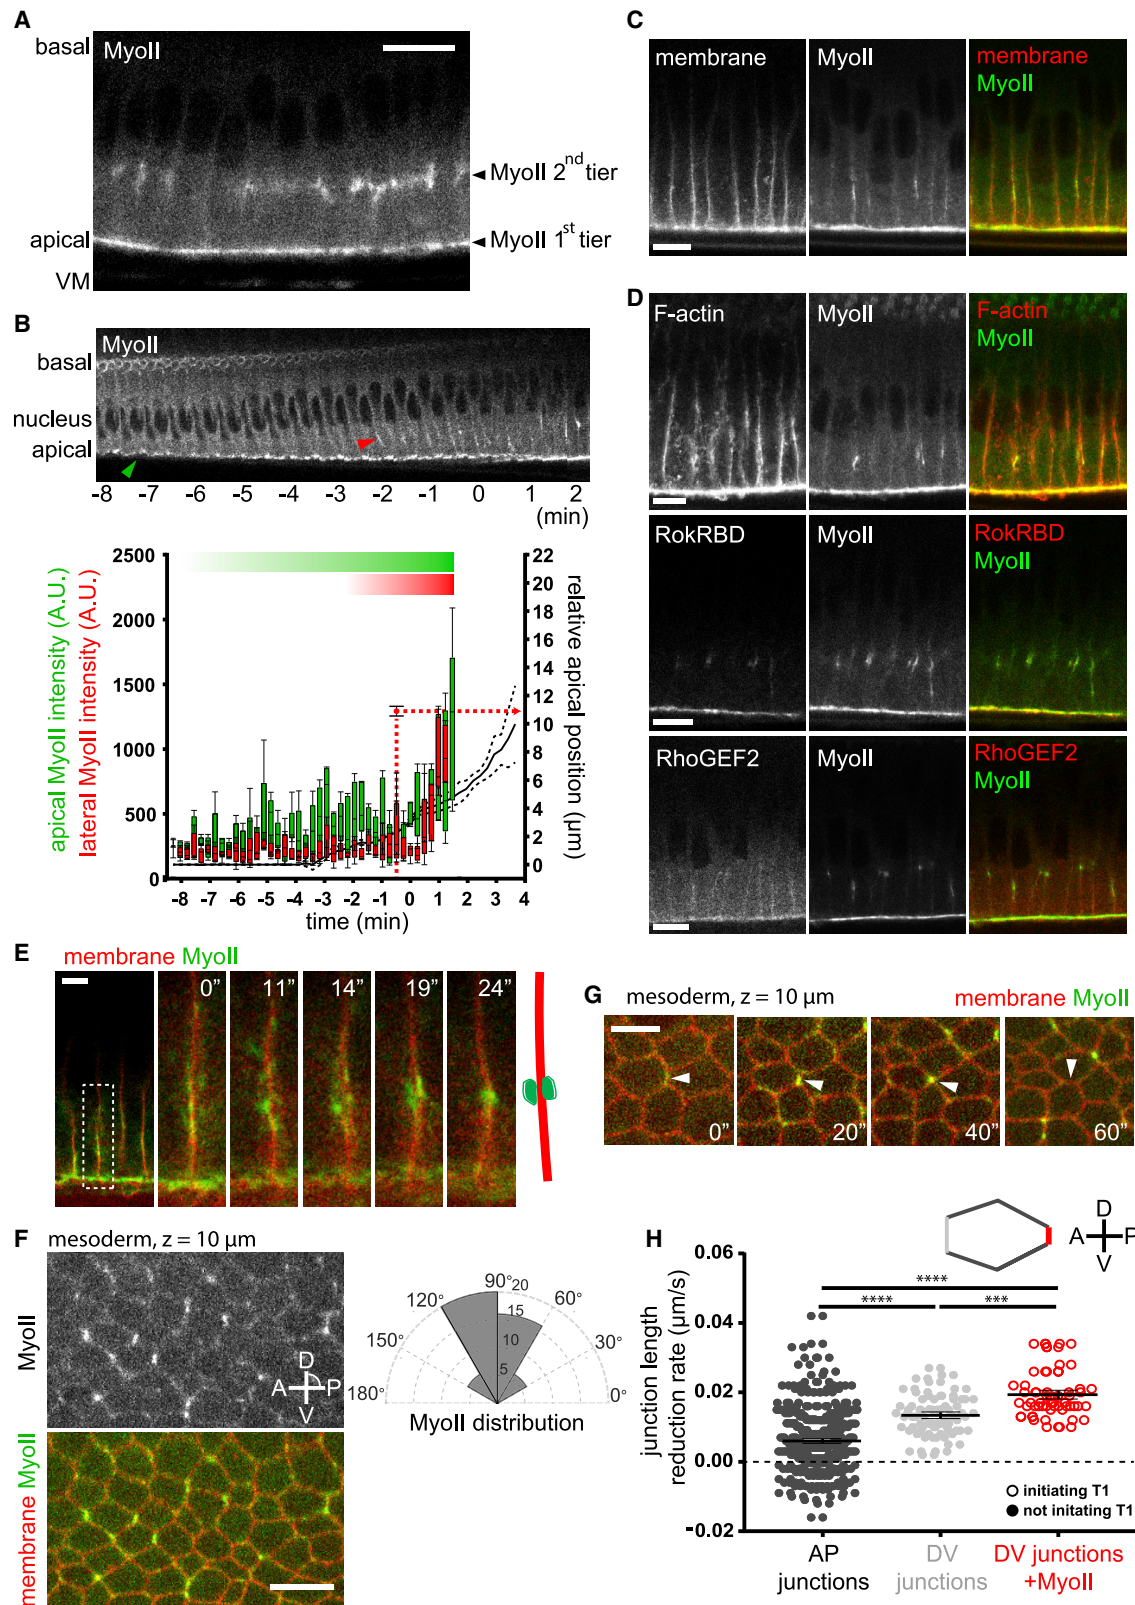 A
basal
MyoII
MyoII 2nd tier
apical
MyoII 1st tier
VM
B
MyoII
basal
nucleus
apical
-8 -7 -6 -5 -4 -3 -2 -1 0 1 2
(min)
apical MyoII intensity (A.U.)
lateral MyoII intensity (A.U.)
2500
2000
1500
1000
500
0
22
20
18
16
14
12
10
8
6
4
2
0
relative apical position (µm)
-8 -7 -6 -5 -4 -3 -2 -1 0 1 2 3 4
time (min)
C
membrane
MyoII
membrane
MyoII
D
F-actin
MyoII
F-actin
MyoII
RokRBD
MyoII
RokRBD
MyoII
RhoGEF2
MyoII
RhoGEF2
MyoII
E
membrane MyoII
0”
11”
14”
19”
24”
F
mesoderm, z = 10 µm
MyoII
D
A P
V
membrane MyoII
90°
120°
60°
150°
30°
180°
0°
20
15
10
5
MyoII distribution
G
mesoderm, z = 10 µm
membrane MyoII
0”
20”
40”
60”
H
D
A P
V
junction length
reduction rate (µm/s)
0.06
0.04
0.02
0.00
-0.02
****
**** ***
initiating T1
not initating T1
AP
junctions
DV
junctions
DV junctions
+MyoII